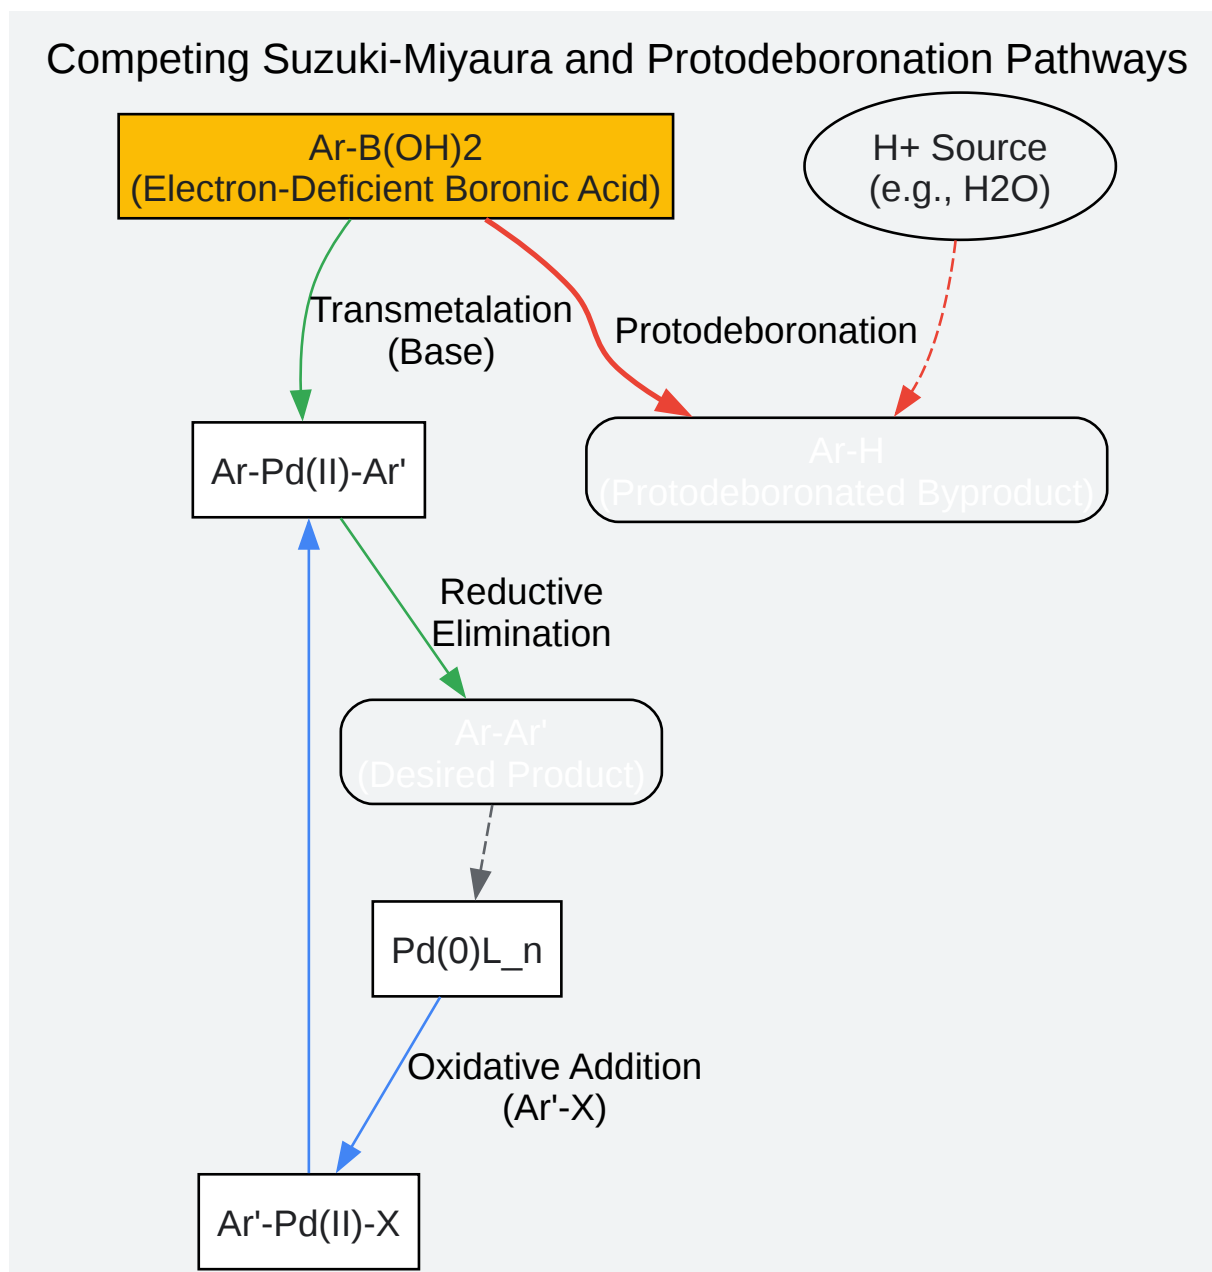 Competing Suzuki-Miyaura and Protodeboronation Pathways
Ar-B(OH)2
(Electron-Deficient Boronic Acid)
H+ Source
(e.g., H2O)
Transmetalation
(Base)
Protodeboronation
Ar-Pd(II)-Ar'
Ar-H
(Protodeboronated Byproduct)
Reductive
Elimination
Ar-Ar'
(Desired Product)
Pd(0)L_n
Oxidative Addition
(Ar'-X)
Ar'-Pd(II)-X